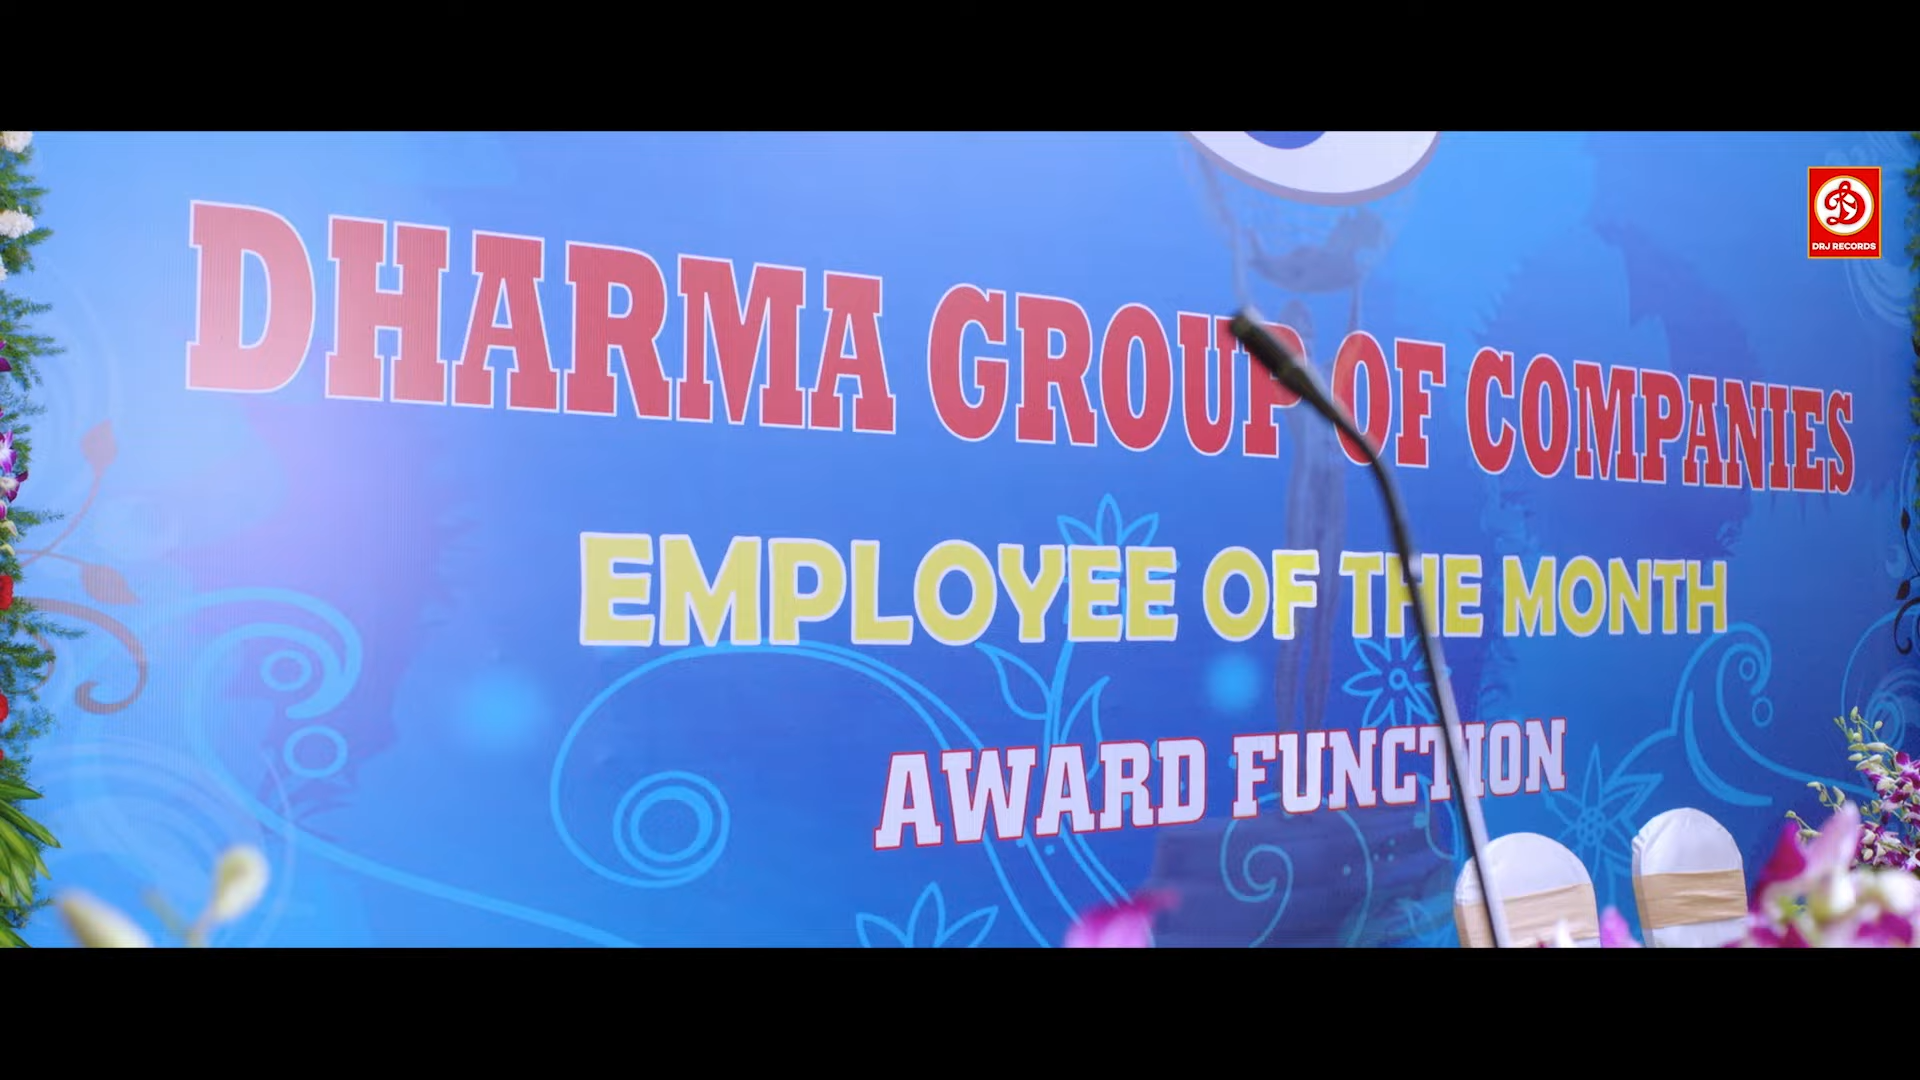 DHARMA GROUP OF COMPANIES
EMPLOYEE OF THE MONTH
AWARD FUNCTION
DRJ RECORDS